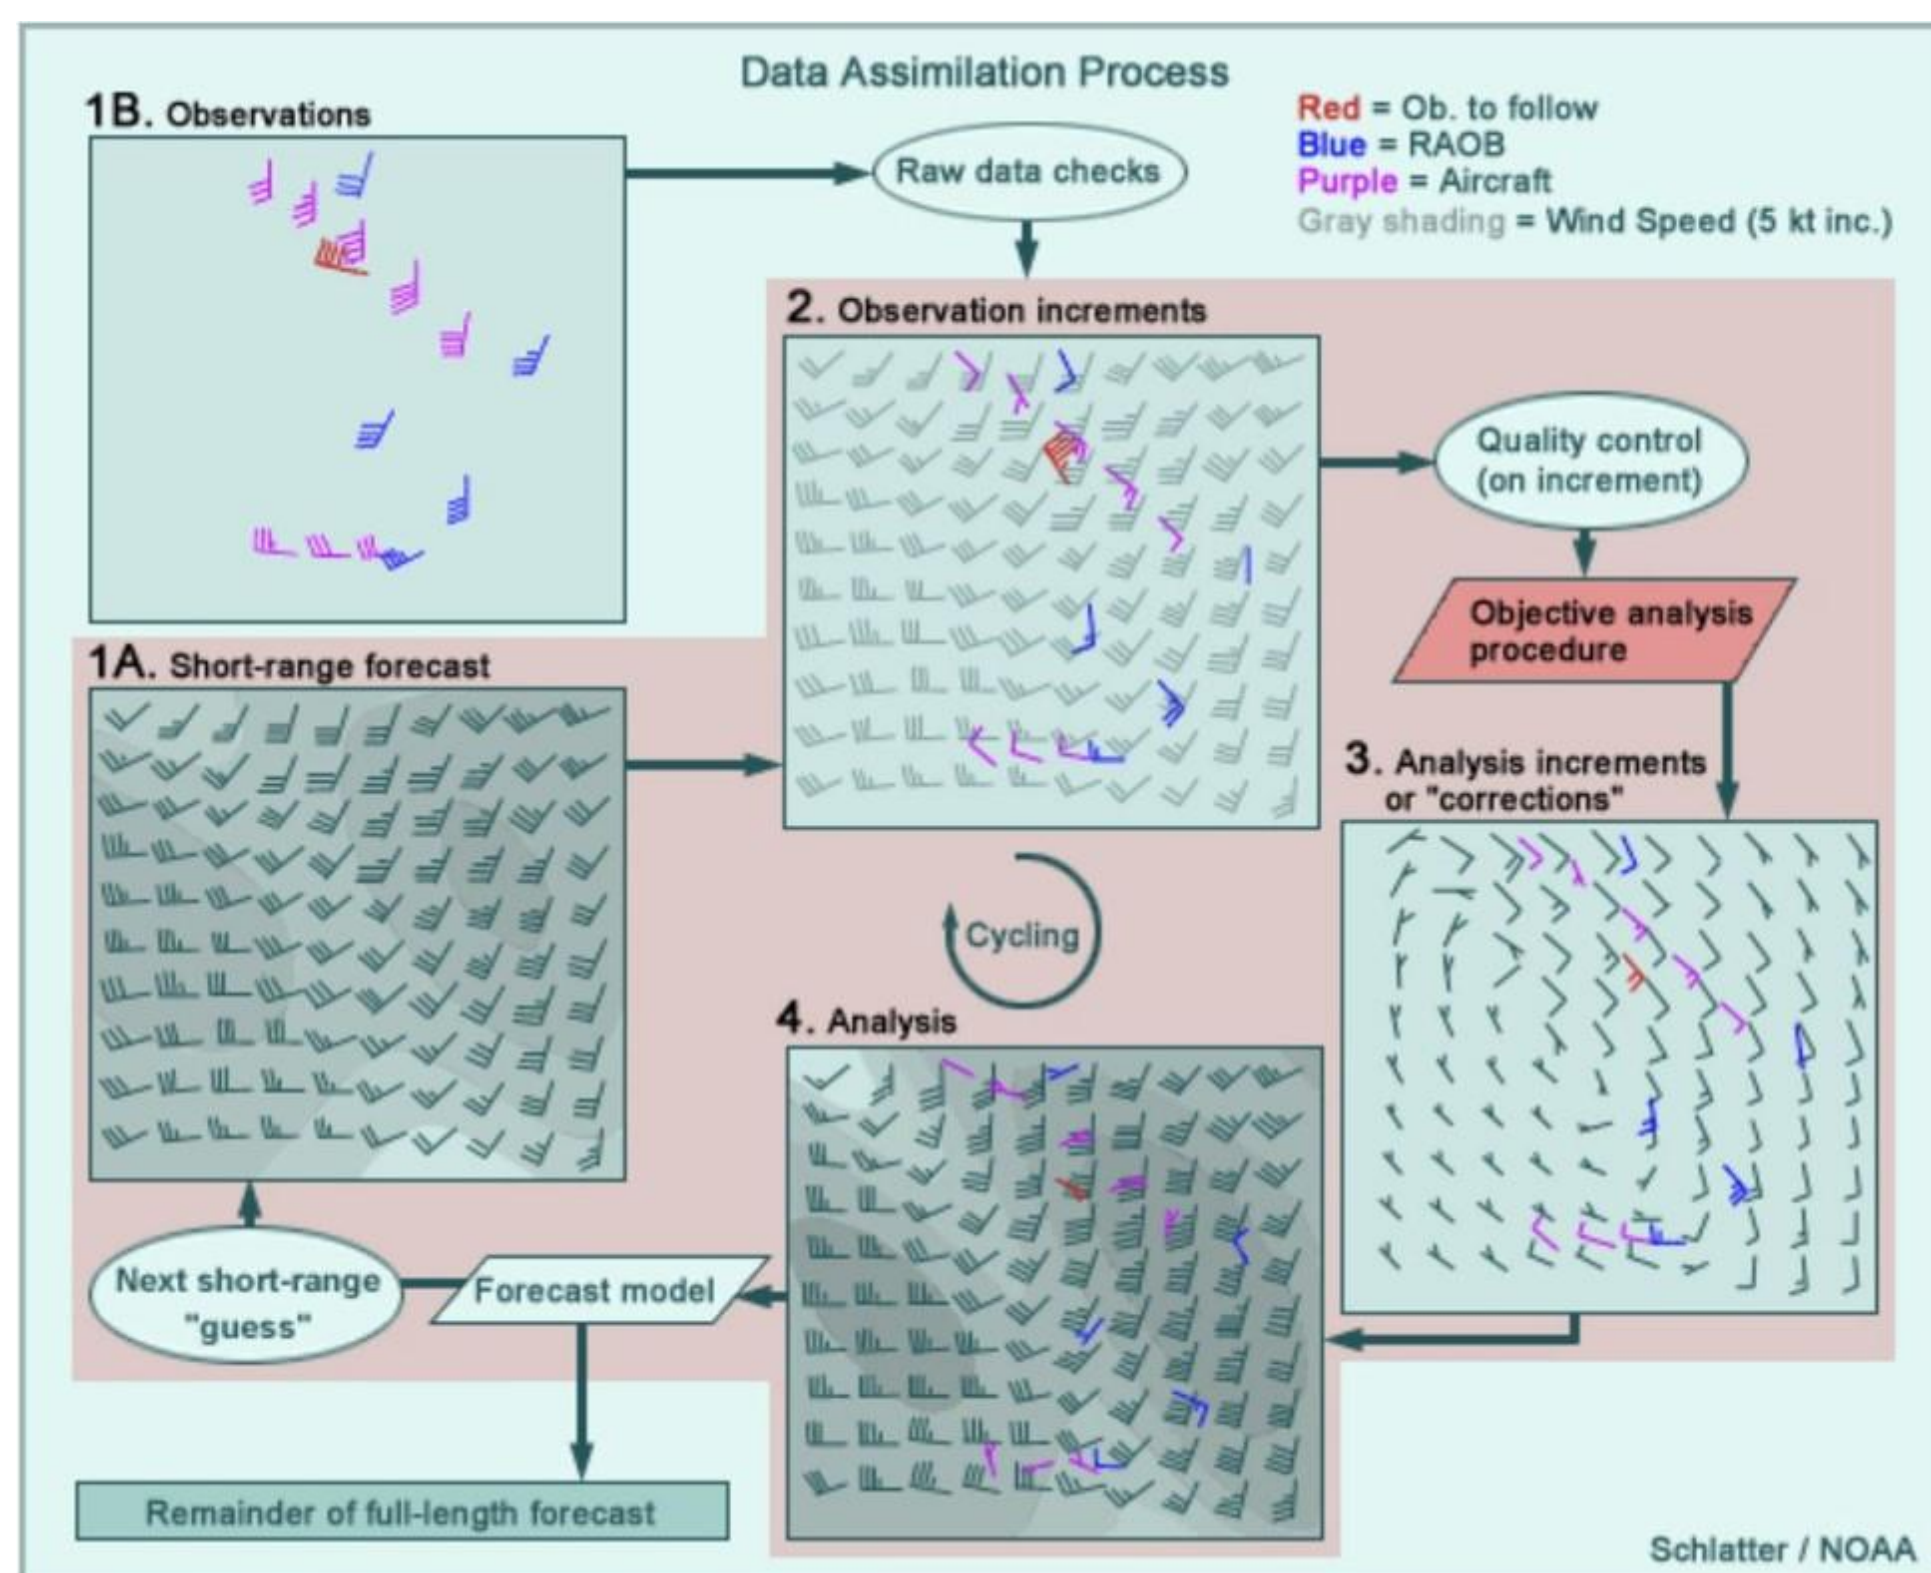 Data Assimilation Process
1B. Observations
Raw data checks
Red = Ob. to follow
Blue = RAOB
Purple = Aircraft
Gray shading = Wind Speed (5 kt inc.)
2. Observation increments
Quality control
(on increment)
Objective analysis
procedure
1A. Short-range forecast
3. Analysis increments
or "corrections"
Cycling
4. Analysis
Next short-range
"guess"
Forecast model
Remainder of full-length forecast
Schlatter / NOAA